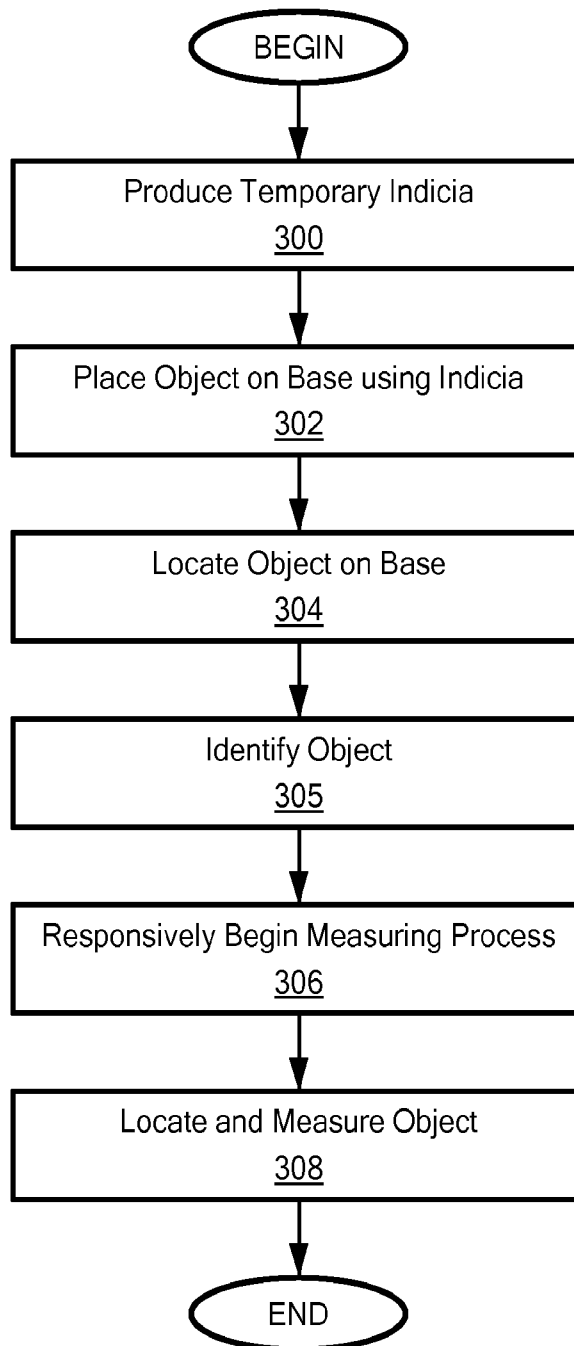 BEGIN
Produce Temporary Indicia
300
Place Object on Base using Indicia
302
Locate Object on Base
304
Identify Object
305
Responsively Begin Measuring Process
306
Locate and Measure Object
308
END